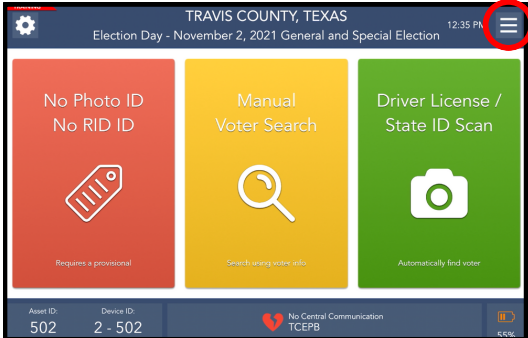 TRAINING
TRAVIS COUNTY, TEXAS
Election Day - November 2, 2021 General and Special Election
12:35 PM
No Photo ID
No RID ID
Requires a provisional
Manual
Voter Search
Search using voter info
Driver License /
State ID Scan
Automatically find voter
Asset ID:
502
Device ID:
2 - 502
No Central Communication
TCEPB
55%